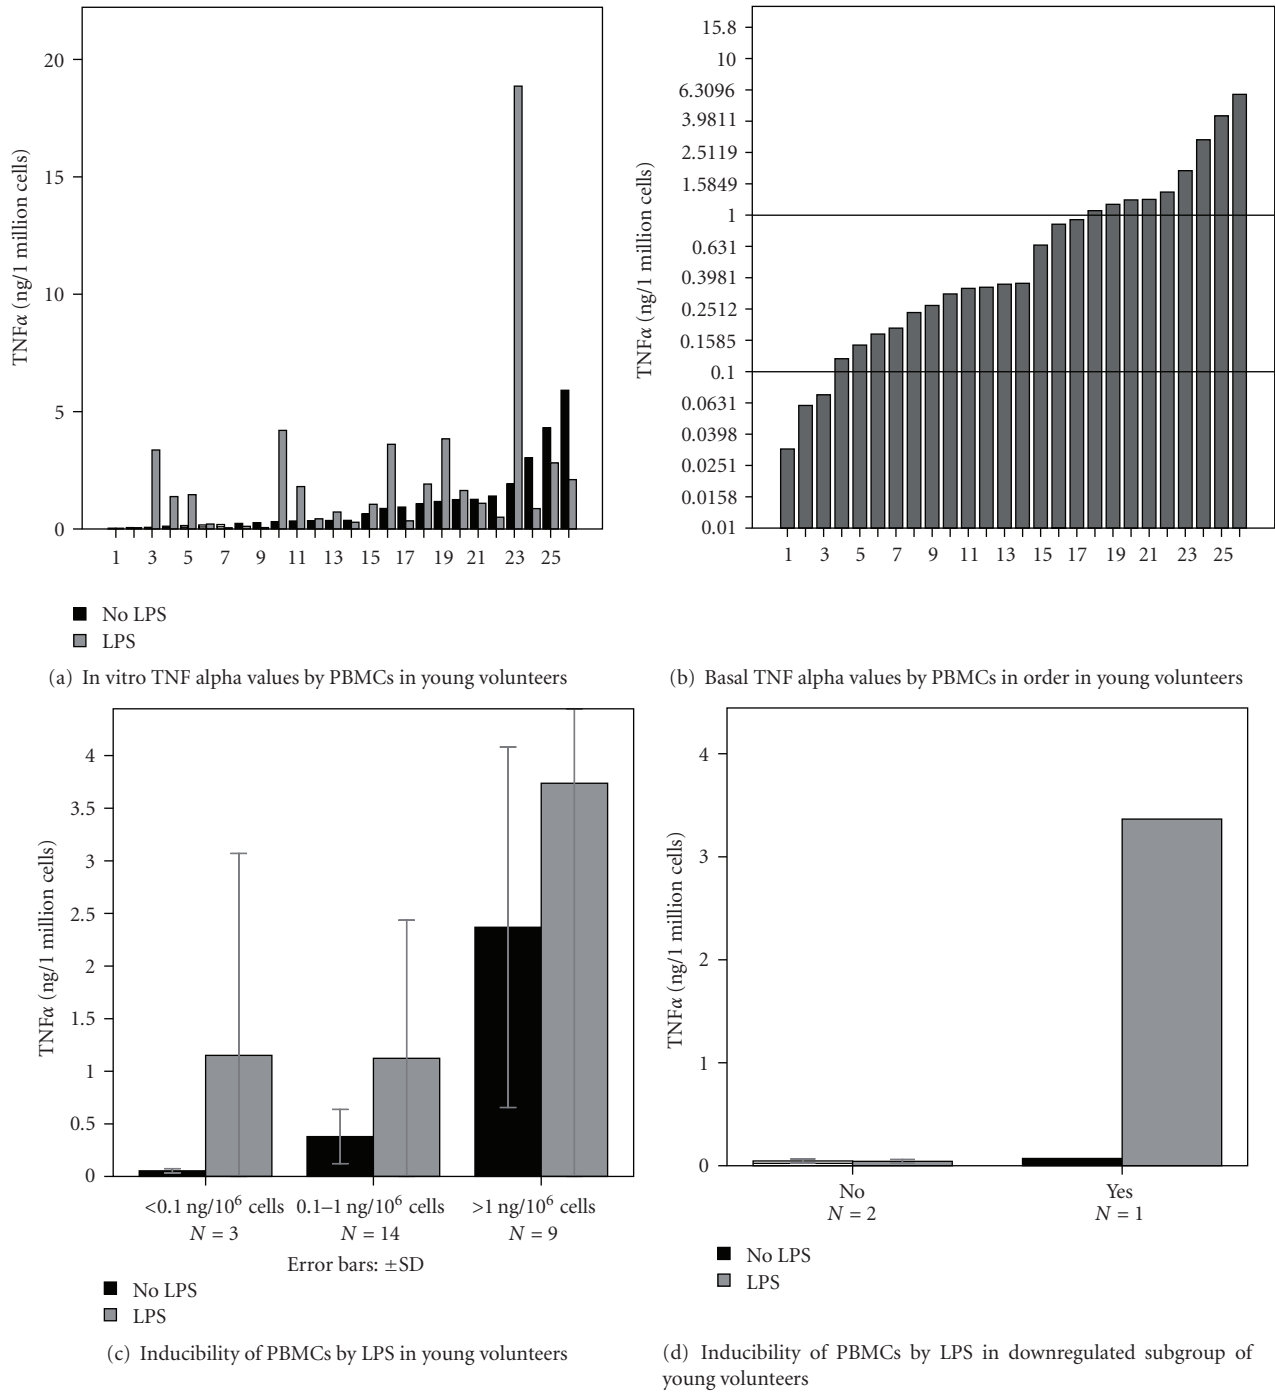 TNFα (ng/1 million cells)
20
15
10
5
0
1 3 5 7 9 11 13 15 17 19 21 23 25
No LPS
LPS
(a) In vitro TNF alpha values by PBMCs in young volunteers
TNFα (ng/1 million cells)
15.8
10
6.3096
3.9811
2.5119
1.5849
1
0.631
0.3981
0.2512
0.1585
0.1
0.0631
0.0398
0.0251
0.0158
0.01
1 3 5 7 9 11 13 15 17 19 21 23 25
(b) Basal TNF alpha values by PBMCs in order in young volunteers
TNFα (ng/1 million cells)
4
3.5
3
2.5
2
1.5
1
0.5
0
<0.1 ng/10⁶ cells 0.1–1 ng/10⁶ cells >1 ng/10⁶ cells
N = 3 N = 14 N = 9
Error bars: ±SD
No LPS
LPS
(c) Inducibility of PBMCs by LPS in young volunteers
TNFα (ng/1 million cells)
4
3
2
1
0
No Yes
N = 2 N = 1
No LPS
LPS
(d) Inducibility of PBMCs by LPS in downregulated subgroup of
young volunteers